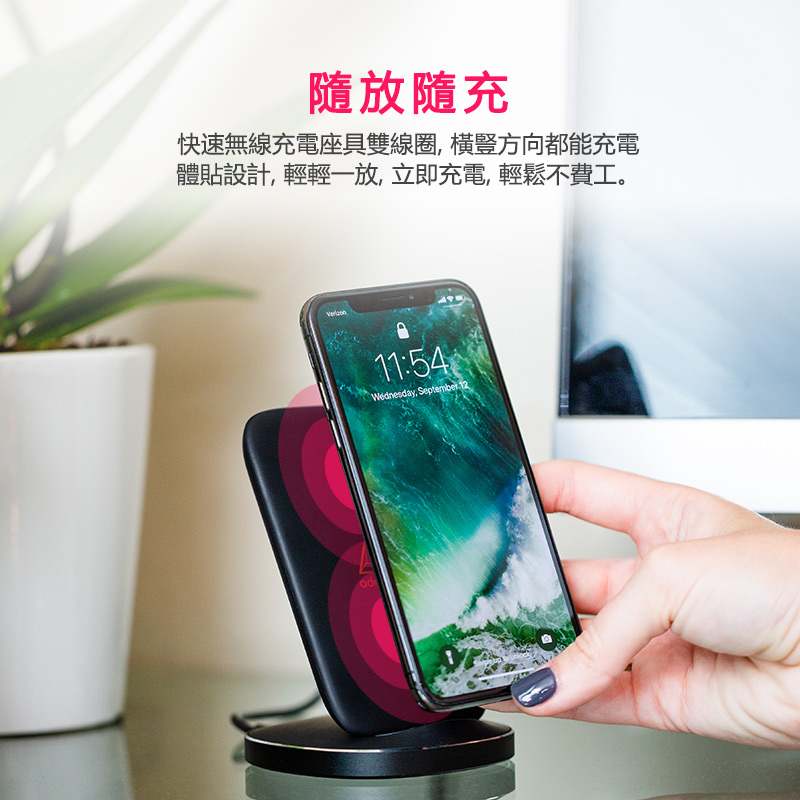 隨放隨充
快速無線充電座具雙線圈, 橫豎方向都能充電
體貼設計, 輕輕一放, 立即充電, 輕鬆不費工。
Verizon
11:54
Wednesday, September 12